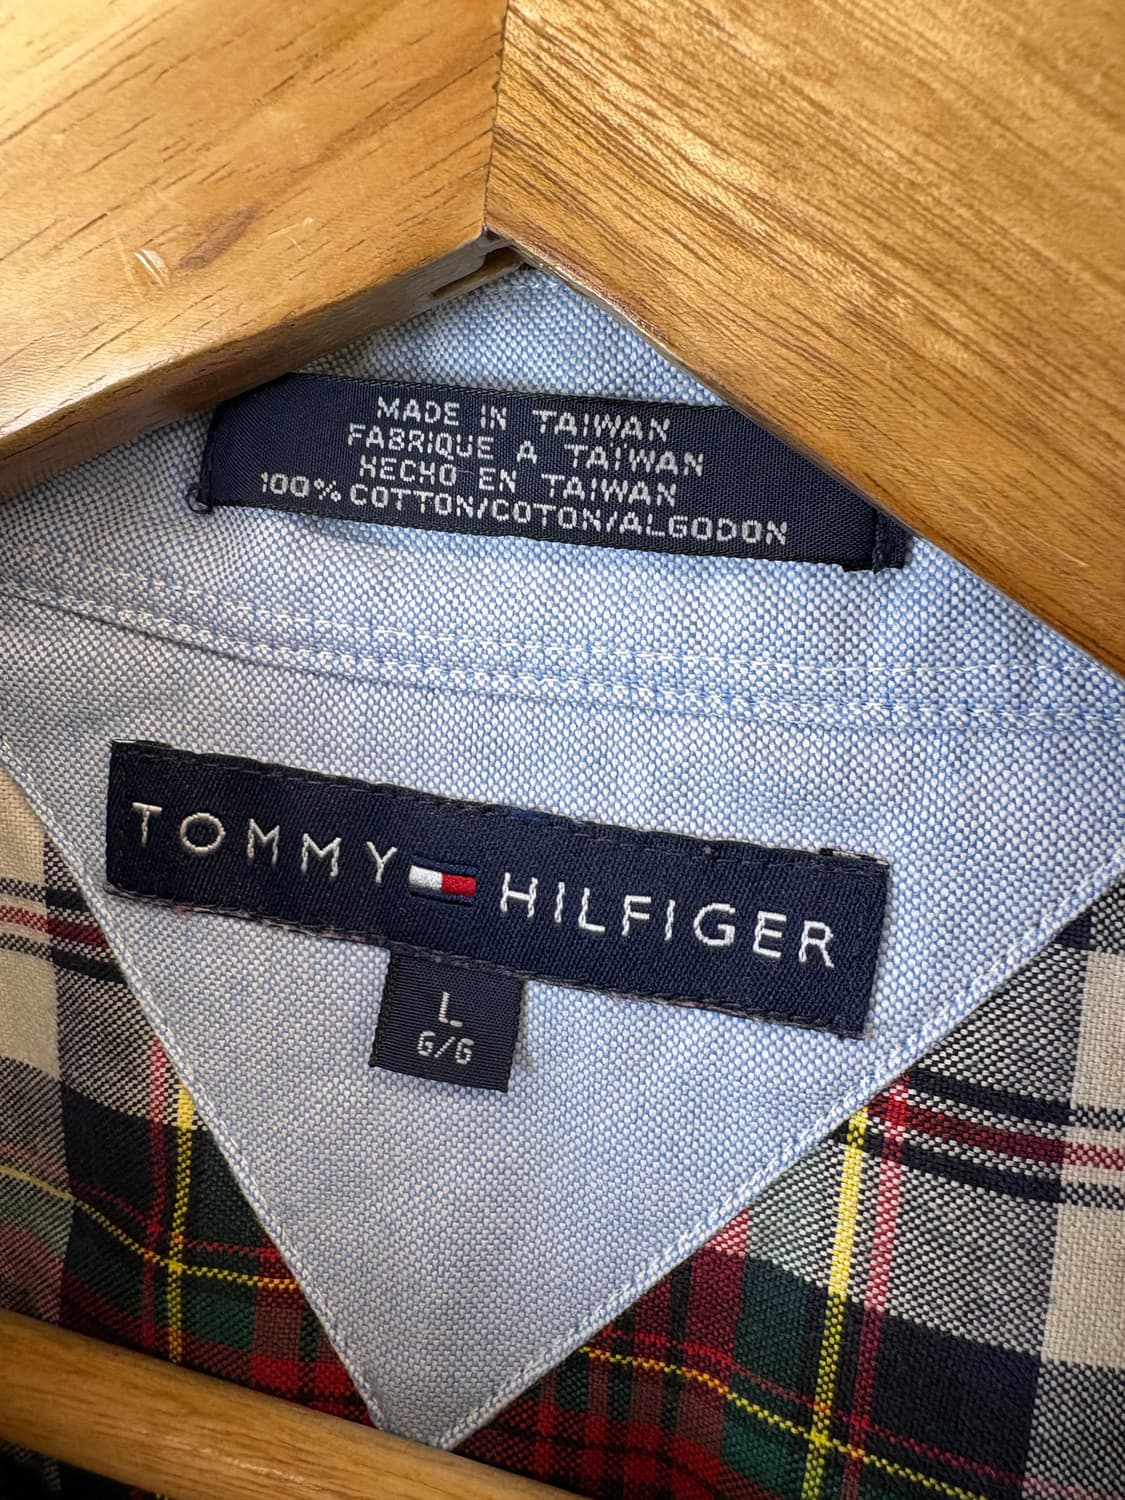 MADE IN TAIWAN
FABRIQUE A TAIWAN
HECHO EN TAIWAN
100% COTTON/COTON/ALGODON
TOMMY HILFIGER
L
G/G